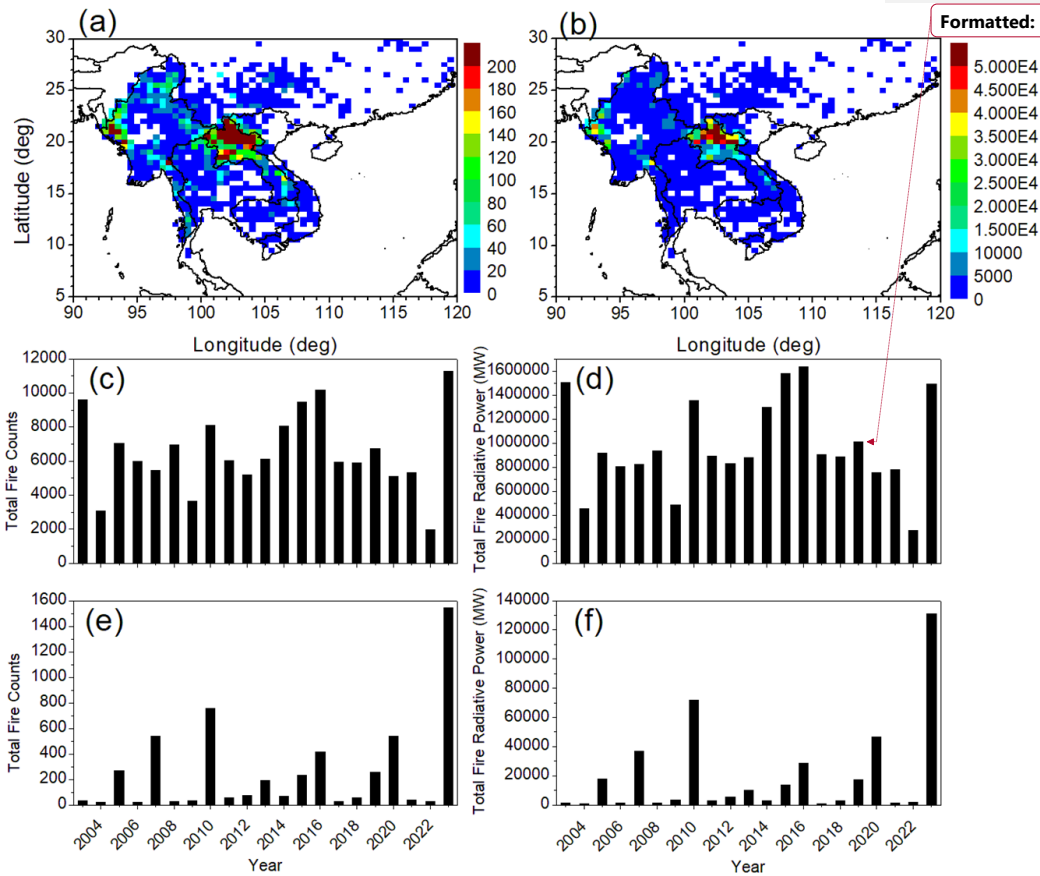 Formatted:
(a)
(b)
30
25
20
15
10
5
Latitude (deg)
90 95 100 105 110 115 120
Longitude (deg)
200
180
160
140
120
100
80
60
40
20
0
30
25
20
15
10
5
90 95 100 105 110 115 120
Longitude (deg)
5.000E4
4.500E4
4.000E4
3.500E4
3.000E4
2.500E4
2.000E4
1.500E4
10000
5000
0
(c)
12000
10000
8000
6000
4000
2000
0
Total Fire Counts
(d)
1600000
1400000
1200000
1000000
800000
600000
400000
200000
0
Total Fire Radiative Power (MW)
(e)
1600
1400
1200
1000
800
600
400
200
0
Total Fire Counts
2004 2006 2008 2010 2012 2014 2016 2018 2020 2022
Year
(f)
140000
120000
100000
80000
60000
40000
20000
0
Total Fire Radiative Power (MW)
2004 2006 2008 2010 2012 2014 2016 2018 2020 2022
Year